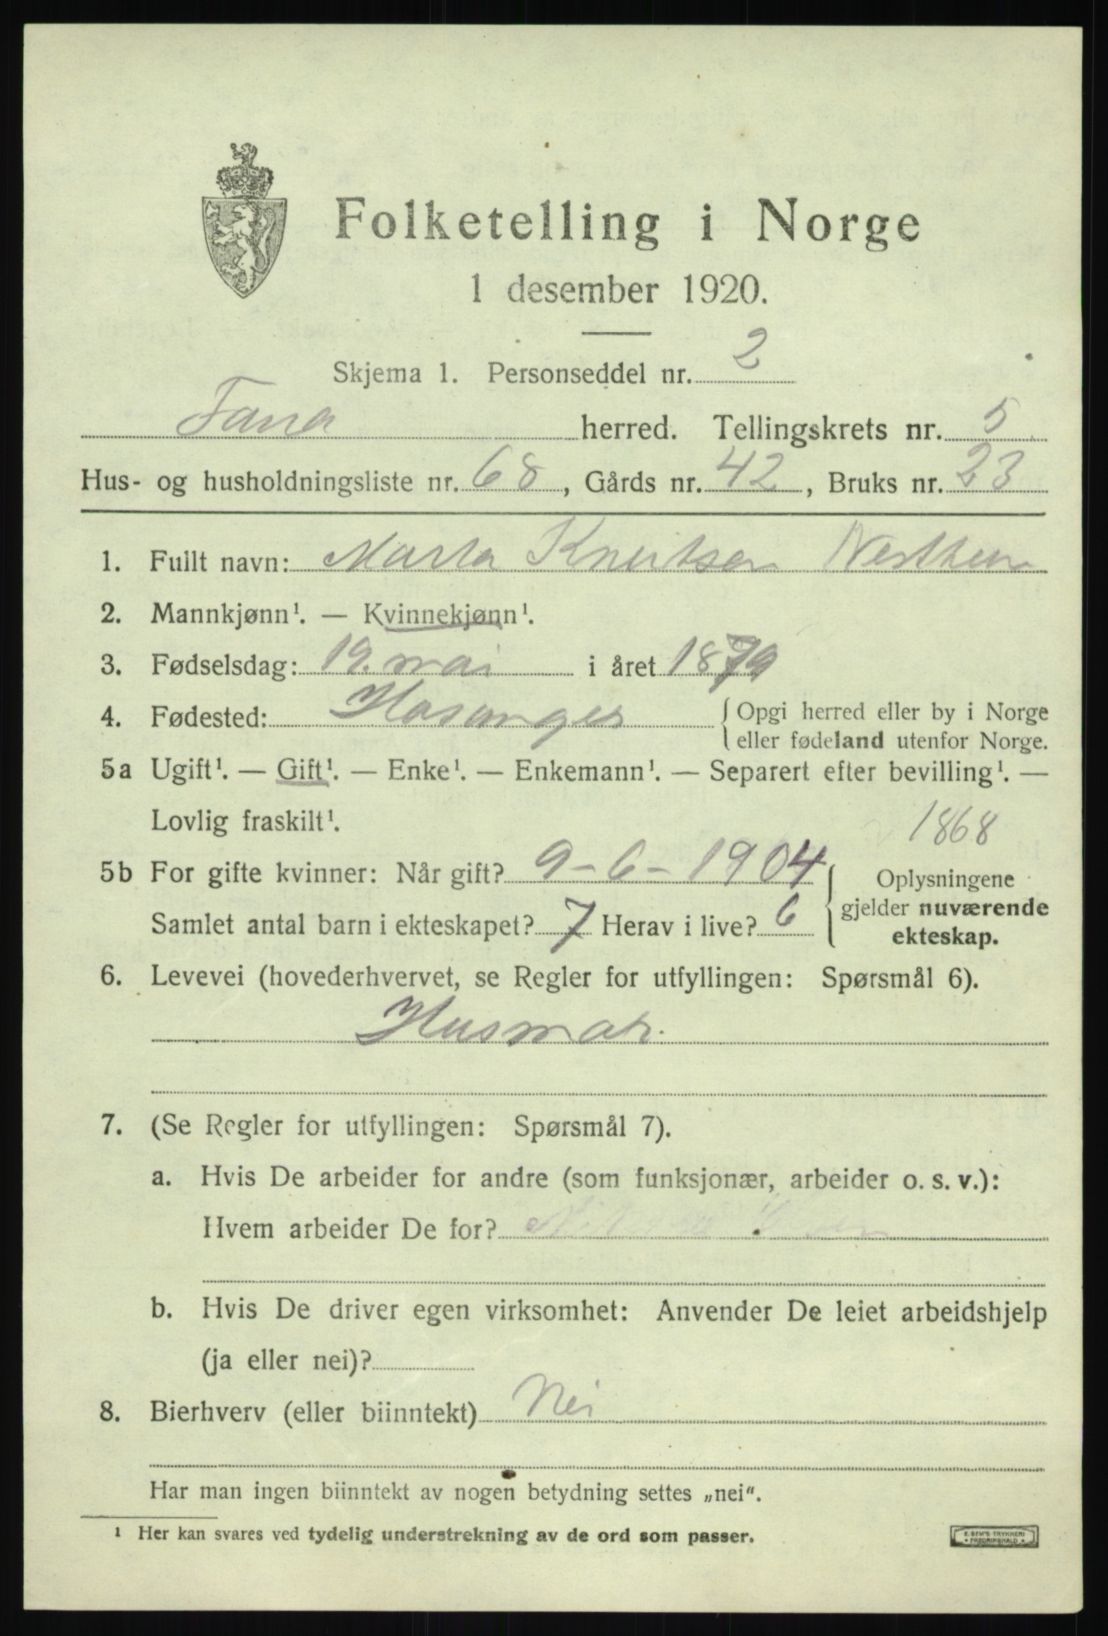 Folketelling i Norge
1 desember 1920.
Skjema 1. Personseddel nr. 2
Fana herred. Tellingskrets nr. 5
Hus- og husholdningsliste nr. 68, Gårds nr. 42, Bruks nr. 23
1. Fullt navn: Marta Knutsen
2. Mannkjønn¹. — Kvinnekjønn¹.
3. Fødselsdag: 19. mai i året 1879
4. Fødested: Hosanger
{Opgi herred eller by i Norge
eller fødeland utenfor Norge.
5a Ugift¹. — Gift¹. — Enke¹. — Enkemann¹. — Separert efter bevilling¹. —
Lovlig fraskilt¹.
1868
5b For gifte kvinner: Når gift? 9-6-1904
Samlet antal barn i ekteskapet? 7 Herav i live? 6
{Oplysningene
gjelder nuværende
ekteskap.
6. Levevei (hovederhvervet, se Regler for utfyllingen: Spørsmål 6).
Husmor.
7. (Se Regler for utfyllingen: Spørsmål 7).
a. Hvis De arbeider for andre (som funksjonær, arbeider o. s. v.):
Hvem arbeider De for?
b. Hvis De driver egen virksomhet: Anvender De leiet arbeidshjelp
(ja eller nei)?
8. Bierhverv (eller biinntekt) Nei
Har man ingen biinntekt av nogen betydning settes „nei“.
¹ Her kan svares ved tydelig understrekning av de ord som passer.